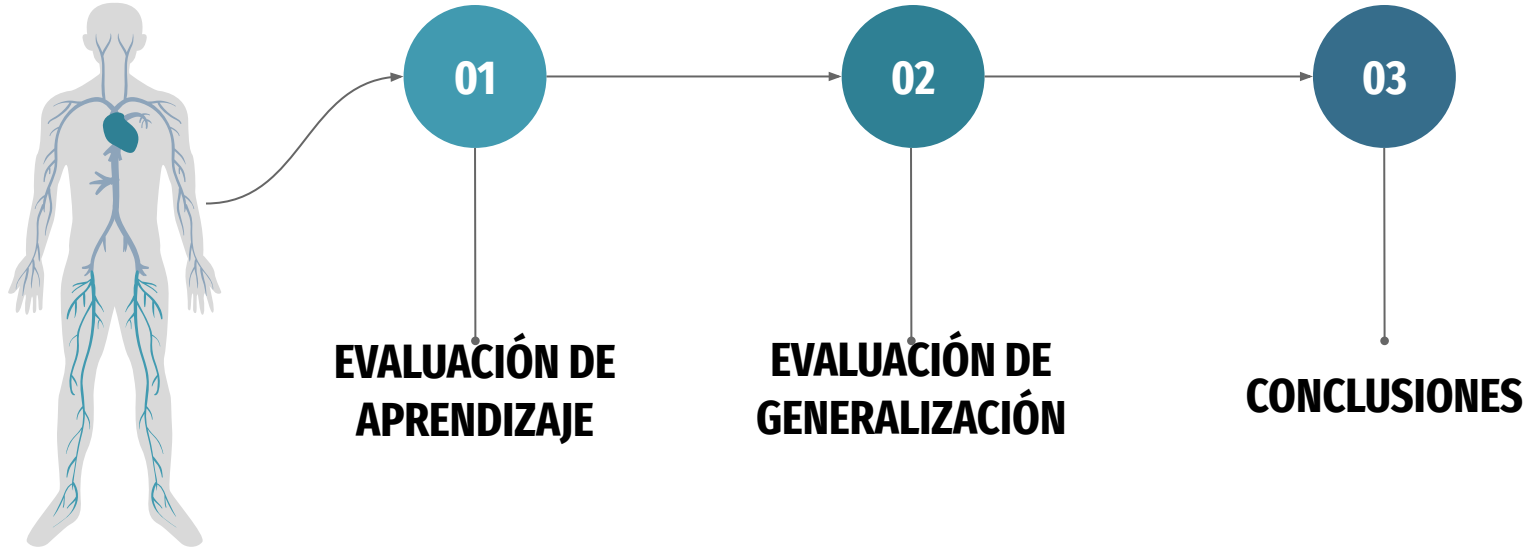 01
02
03
EVALUACIÓN DE
APRENDIZAJE
EVALUACIÓN DE
GENERALIZACIÓN
CONCLUSIONES